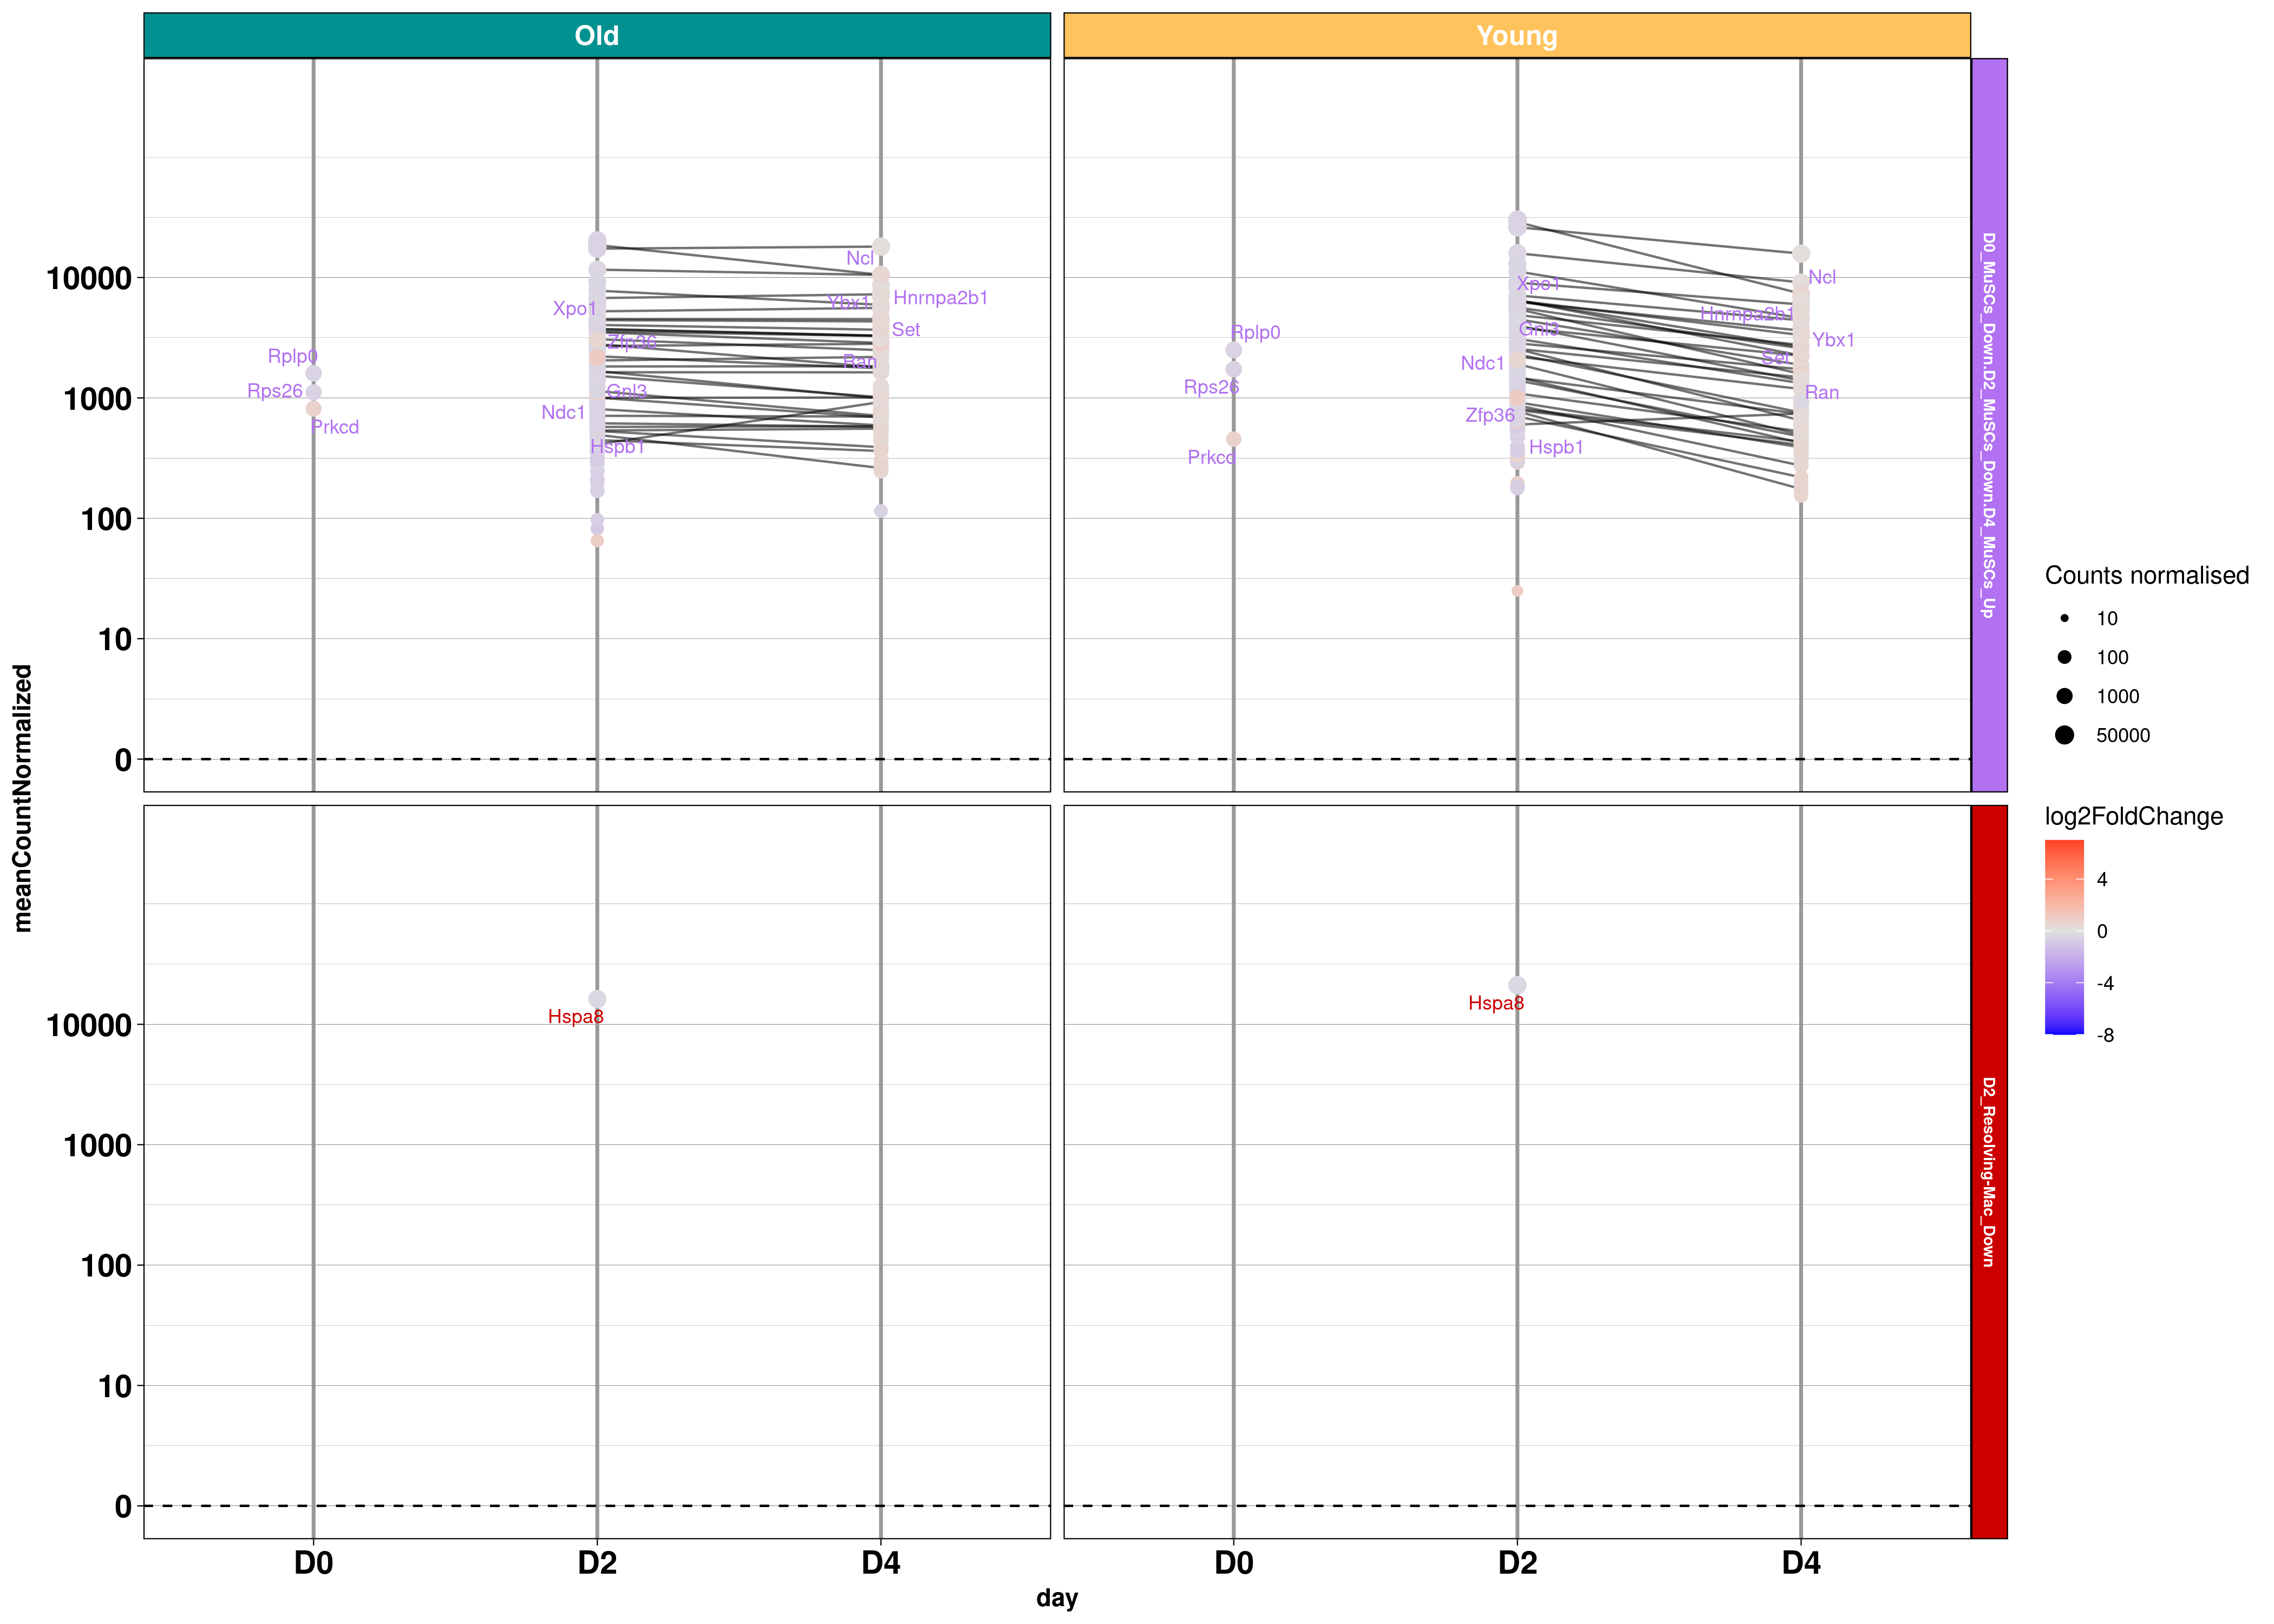 Old
Young
10000
1000
100
10
0
Rplp0
Rps26
Prkcd
Xpo1
Zfp36
Gnl3
Ndc1
Hspb1
Ncl
Ybx1
Hnrnpa2b1
Set
Ran
Rplp0
Rps26
Prkcd
Xpo1
Gnl3
Ndc1
Zfp36
Hspb1
Ncl
Hnrnpa2b1
Ybx1
Set
Ran
D0_MuSCs_Down.D2_MuSCs_Down.D4_MuSCs_Up
meanCountNormalized
10000
1000
100
10
0
Hspa8
Hspa8
D2_Resolving-Mac_Down
D0
D2
D4
D0
D2
D4
day
Counts normalised
10
100
1000
50000
log2FoldChange
4
0
-4
-8